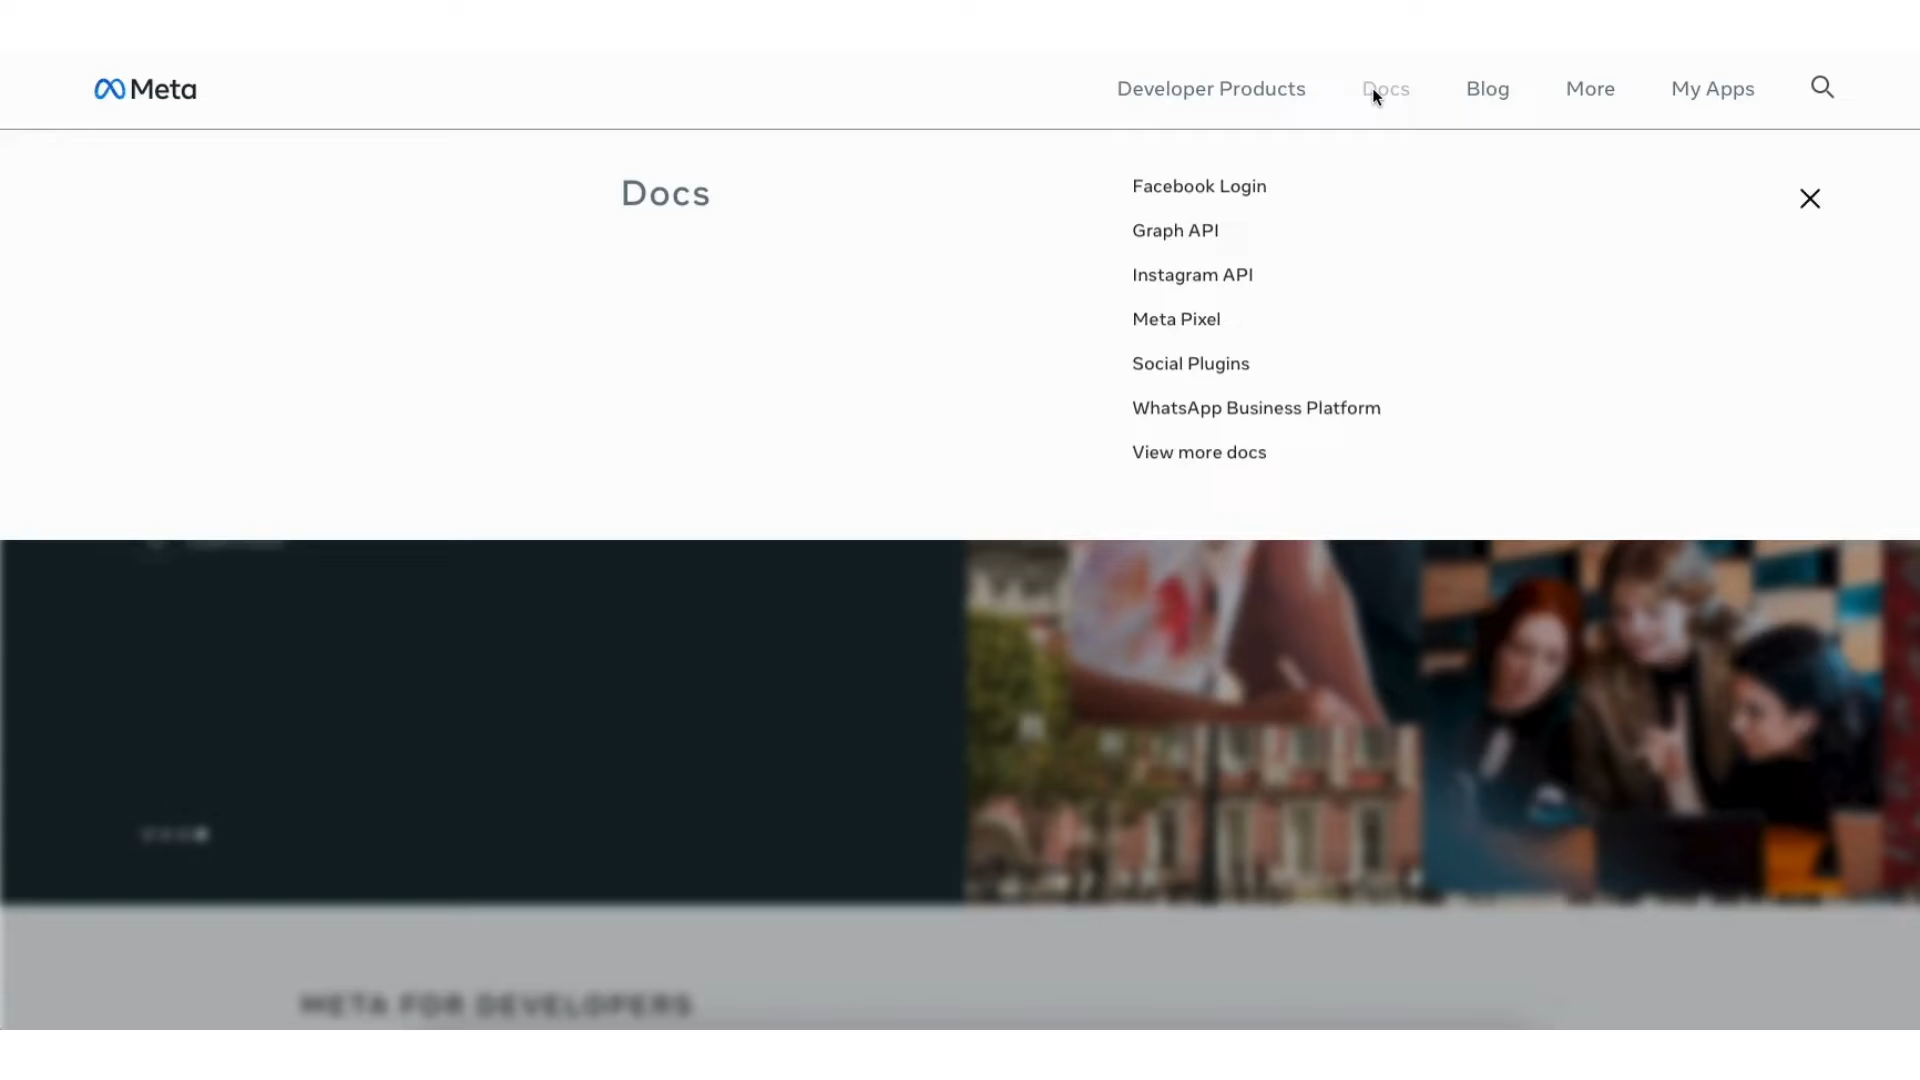 Meta
Developer Products
Docs
Blog
More
My Apps
Docs
Facebook Login
Graph API
Instagram API
Meta Pixel
Social Plugins
WhatsApp Business Platform
View more docs
META FOR DEVELOPERS